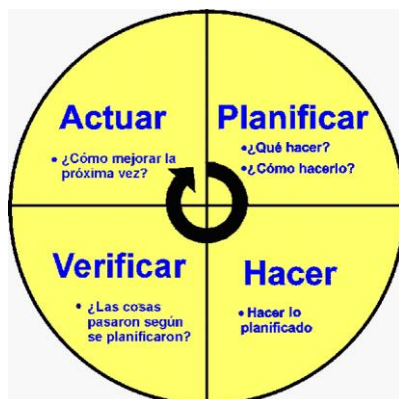 Actuar
• ¿Cómo mejorar la
próxima vez?
Planificar
•¿Qué hacer?
•¿Cómo hacerlo?
Verificar
• ¿Las cosas
pasaron según
se planificaron?
Hacer
• Hacer lo
planificado